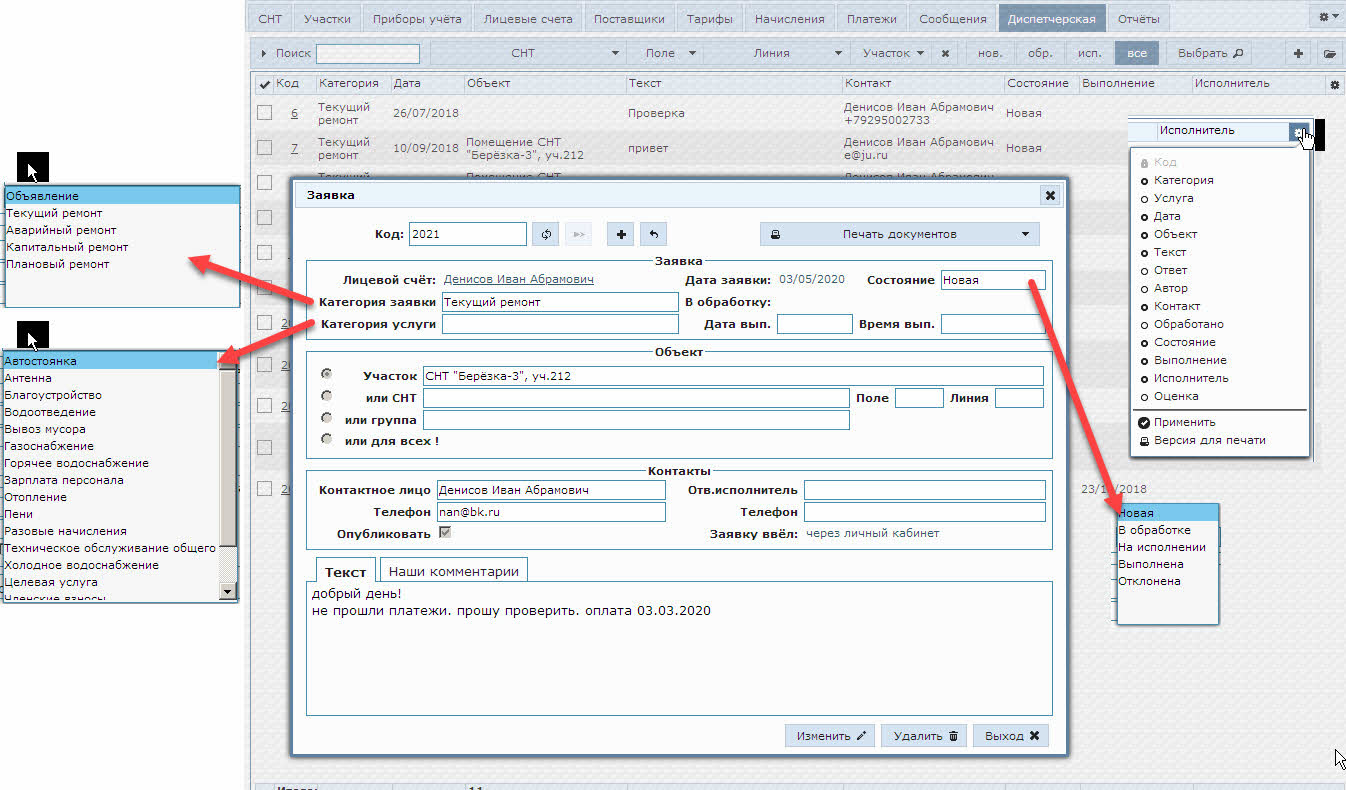 СНТ Участки Приборы учёта Лицевые счета Поставщики Тарифы Начисления Платежи Сообщения Диспетчерская Отчёты
Поиск СНТ Поле Линия Участок нов. обр. исп. все Выбрать
Код Категория Дата Объект Текст Контакт Состояние Выполнение Исполнитель
6 Текущий ремонт 26/07/2018 Проверка Денисов Иван Абрамович +79295002733 Новая
7 Текущий ремонт 10/09/2018 Помещение СНТ "Берёзка-3", уч.212 привет Денисов Иван Абрамович e@ju.ru Новая
Объявление
Текущий ремонт
Аварийный ремонт
Капитальный ремонт
Плановый ремонт
Автостоянка
Антенна
Благоустройство
Водоотведение
Вывоз мусора
Газоснабжение
Горячее водоснабжение
Зарплата персонала
Отопление
Пени
Разовые начисления
Техническое обслуживание общего
Холодное водоснабжение
Целевая услуга
Членские взносы
Заявка
Код: 2021 Печать документов
Заявка
Лицевой счёт: Денисов Иван Абрамович Дата заявки: 03/05/2020 Состояние Новая
Категория заявки Текущий ремонт В обработку:
Категория услуги Дата вып. Время вып.
Объект
Участок СНТ "Берёзка-3", уч.212
или СНТ Поле Линия
или группа
или для всех !
Контакты
Контактное лицо Денисов Иван Абрамович Отв.исполнитель
Телефон nan@bk.ru Телефон
Опубликовать Заявку ввёл: через личный кабинет
Текст Наши комментарии
добрый день!
не прошли платежи. прошу проверить. оплата 03.03.2020
Изменить Удалить Выход
Исполнитель
Код
Категория
Услуга
Дата
Объект
Текст
Ответ
Автор
Контакт
Обработано
Состояние
Выполнение
Исполнитель
Оценка
Применить
Версия для печати
Новая
В обработке
На исполнении
Выполнена
Отклонена
Итого: 11